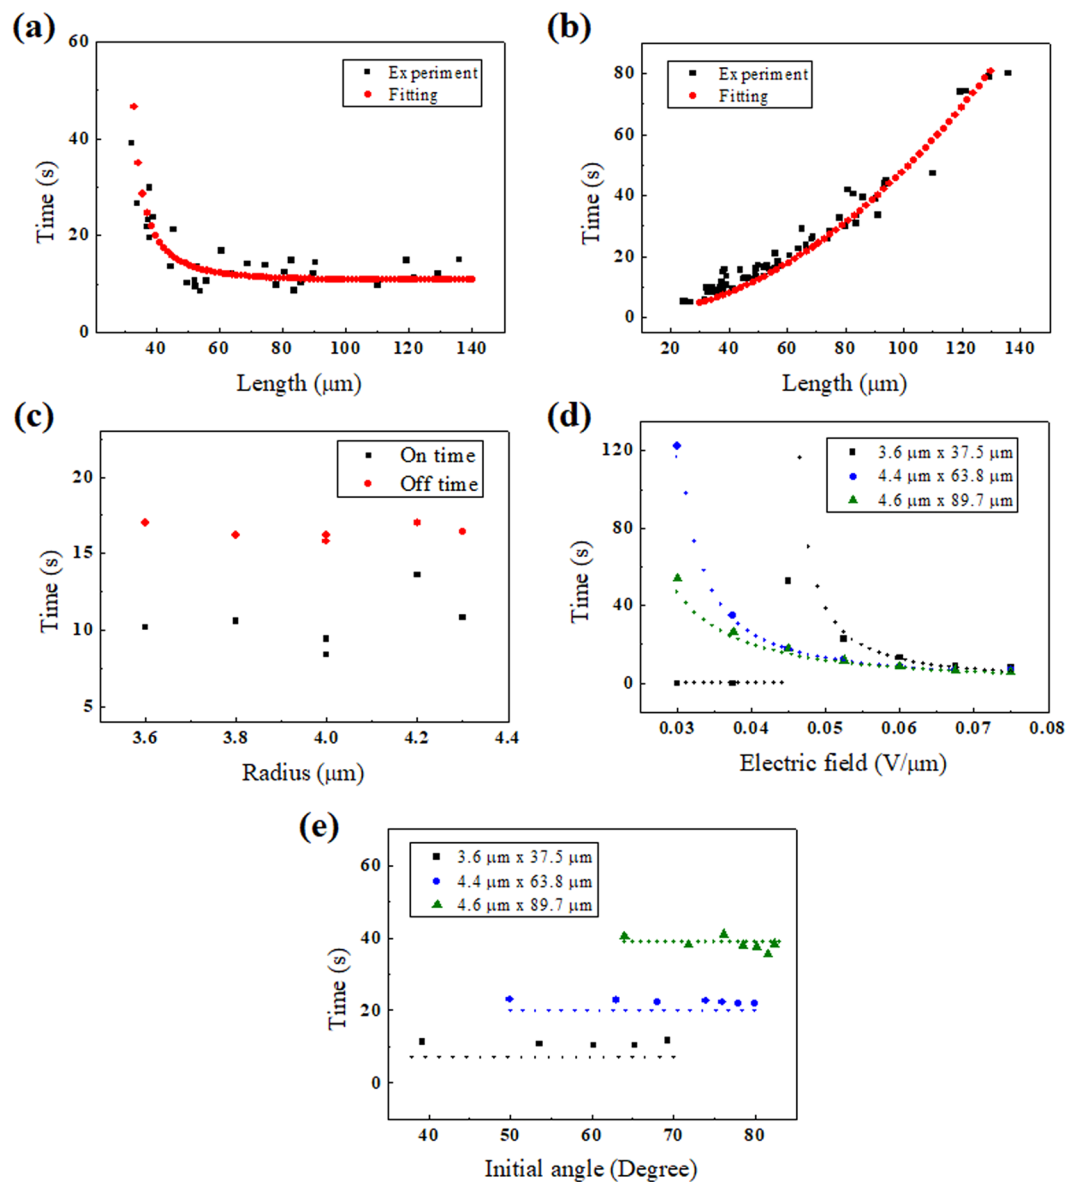 (a)
60
40
20
0
Time (s)
Experiment
Fitting
40
60
80
100
120
140
Length (μm)
(b)
80
60
40
20
0
Time (s)
Experiment
Fitting
20
40
60
80
100
120
140
Length (μm)
(c)
20
15
10
5
Time (s)
On time
Off time
3.6
3.8
4.0
4.2
4.4
Radius (μm)
(d)
120
80
40
0
Time (s)
3.6 μm x 37.5 μm
4.4 μm x 63.8 μm
4.6 μm x 89.7 μm
0.03
0.04
0.05
0.06
0.07
0.08
Electric field (V/μm)
(e)
60
40
20
0
Time (s)
3.6 μm x 37.5 μm
4.4 μm x 63.8 μm
4.6 μm x 89.7 μm
40
50
60
70
80
Initial angle (Degree)